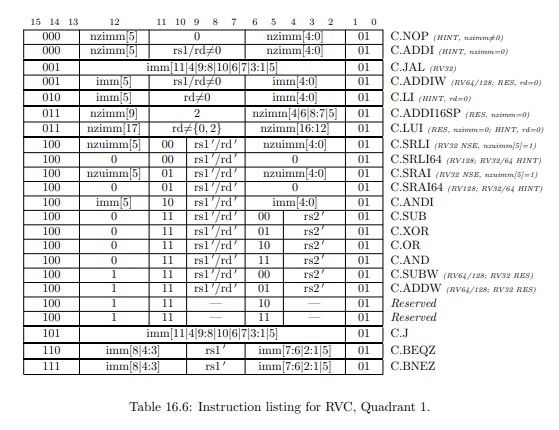 15 14 13 12 11 10 9 8 7 6 5 4 3 2 1 0
000 nzimm[5] 0 nzimm[4:0] 01 C.NOP (HINT, nzimm≠0)
000 nzimm[5] rs1/rd≠0 nzimm[4:0] 01 C.ADDI (HINT, nzimm=0)
001 imm[11|4|9:8|10|6|7|3:1|5] 01 C.JAL (RV32)
001 imm[5] rs1/rd≠0 imm[4:0] 01 C.ADDIW (RV64/128; RES, rd=0)
010 imm[5] rd≠0 imm[4:0] 01 C.LI (HINT, rd=0)
011 nzimm[9] 2 nzimm[4|6|8:7|5] 01 C.ADDI16SP (RES, nzimm=0)
011 nzimm[17] rd≠{0, 2} nzimm[16:12] 01 C.LUI (RES, nzimm=0; HINT, rd=0)
100 nzuimm[5] 00 rs1′/rd′ nzuimm[4:0] 01 C.SRLI (RV32 NSE, nzuimm[5]=1)
100 0 00 rs1′/rd′ 0 01 C.SRLI64 (RV128; RV32/64 HINT)
100 nzuimm[5] 01 rs1′/rd′ nzuimm[4:0] 01 C.SRAI (RV32 NSE, nzuimm[5]=1)
100 0 01 rs1′/rd′ 0 01 C.SRAI64 (RV128; RV32/64 HINT)
100 imm[5] 10 rs1′/rd′ imm[4:0] 01 C.ANDI
100 0 11 rs1′/rd′ 00 rs2′ 01 C.SUB
100 0 11 rs1′/rd′ 01 rs2′ 01 C.XOR
100 0 11 rs1′/rd′ 10 rs2′ 01 C.OR
100 0 11 rs1′/rd′ 11 rs2′ 01 C.AND
100 1 11 rs1′/rd′ 00 rs2′ 01 C.SUBW (RV64/128; RV32 RES)
100 1 11 rs1′/rd′ 01 rs2′ 01 C.ADDW (RV64/128; RV32 RES)
100 1 11 — 10 — 01 Reserved
100 1 11 — 11 — 01 Reserved
101 imm[11|4|9:8|10|6|7|3:1|5] 01 C.J
110 imm[8|4:3] rs1′ imm[7:6|2:1|5] 01 C.BEQZ
111 imm[8|4:3] rs1′ imm[7:6|2:1|5] 01 C.BNEZ
Table 16.6: Instruction listing for RVC, Quadrant 1.